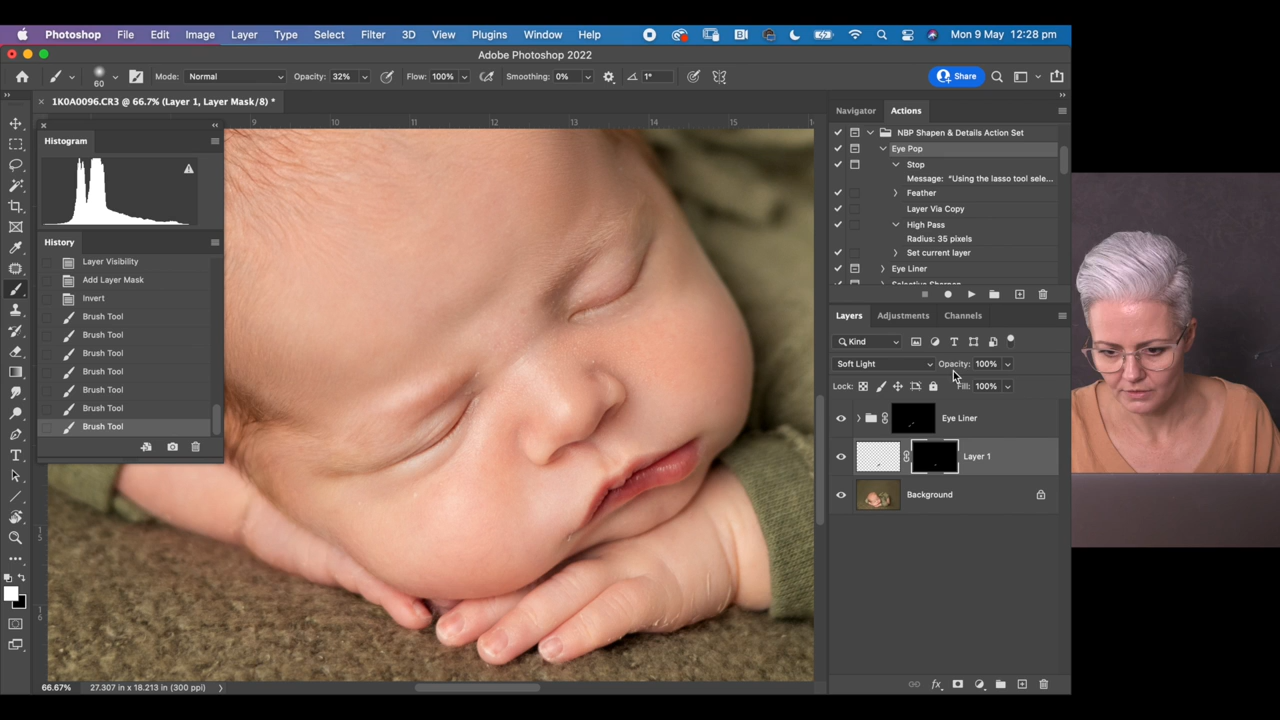 Photoshop File Edit Image Layer Type Select Filter 3D View Plugins Window Help Mon 9 May 12:28 pm
Adobe Photoshop 2022
60 Mode: Normal Opacity: 32% Flow: 100% Smoothing: 0% 1° Share
1K0A0096.CR3 @ 66.7% (Layer 1, Layer Mask/8) *
9 10 11 12 13 14 15 16
Histogram
History
Layer Visibility
Add Layer Mask
Invert
Brush Tool
Brush Tool
Brush Tool
Brush Tool
Brush Tool
Brush Tool
Brush Tool
Navigator Actions
NBP Shapen & Details Action Set
Eye Pop
Stop
Message: "Using the lasso tool sele...
Feather
Layer Via Copy
High Pass
Radius: 35 pixels
Set current layer
Eye Liner
Selective Sharpen
Layers Adjustments Channels
Kind
Soft Light Opacity: 100%
Lock: Fill: 100%
Eye Liner
Layer 1
Background
66.67% 27.307 in x 18.213 in (300 ppi)